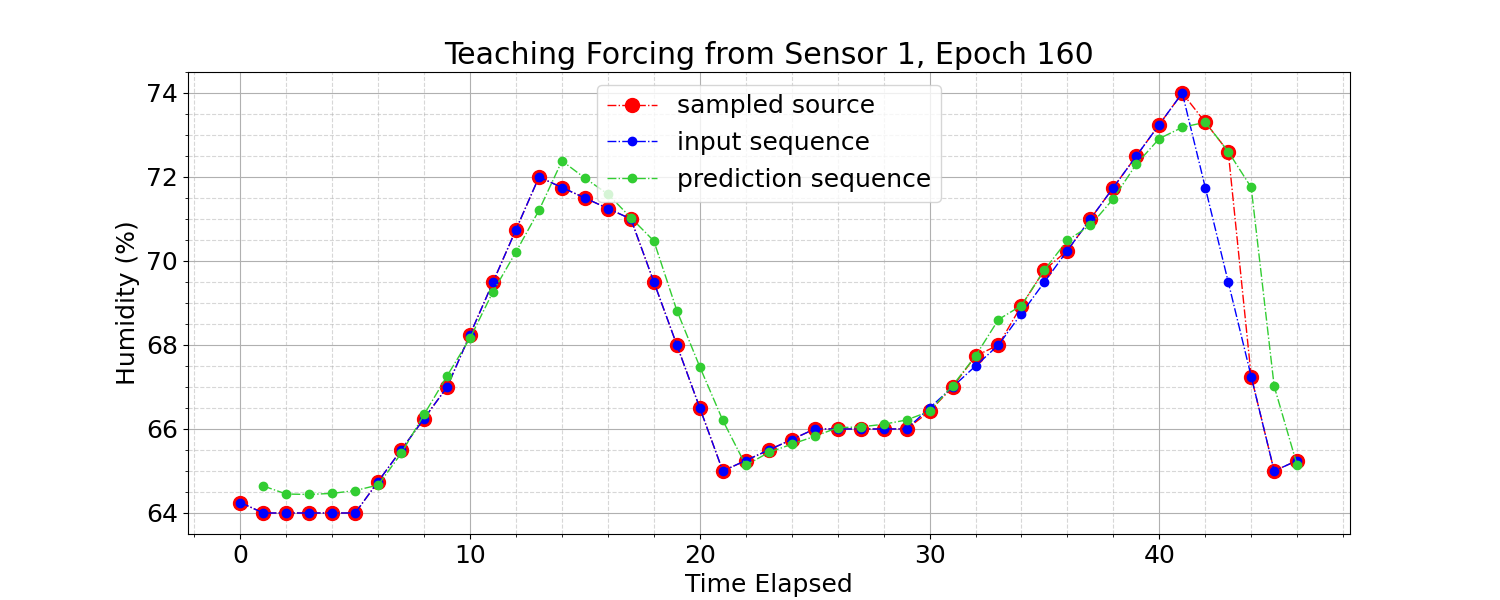 Teaching Forcing from Sensor 1, Epoch 160
sampled source
input sequence
prediction sequence
Humidity (%)
74
72
70
68
66
64
0 10 20 30 40
Time Elapsed